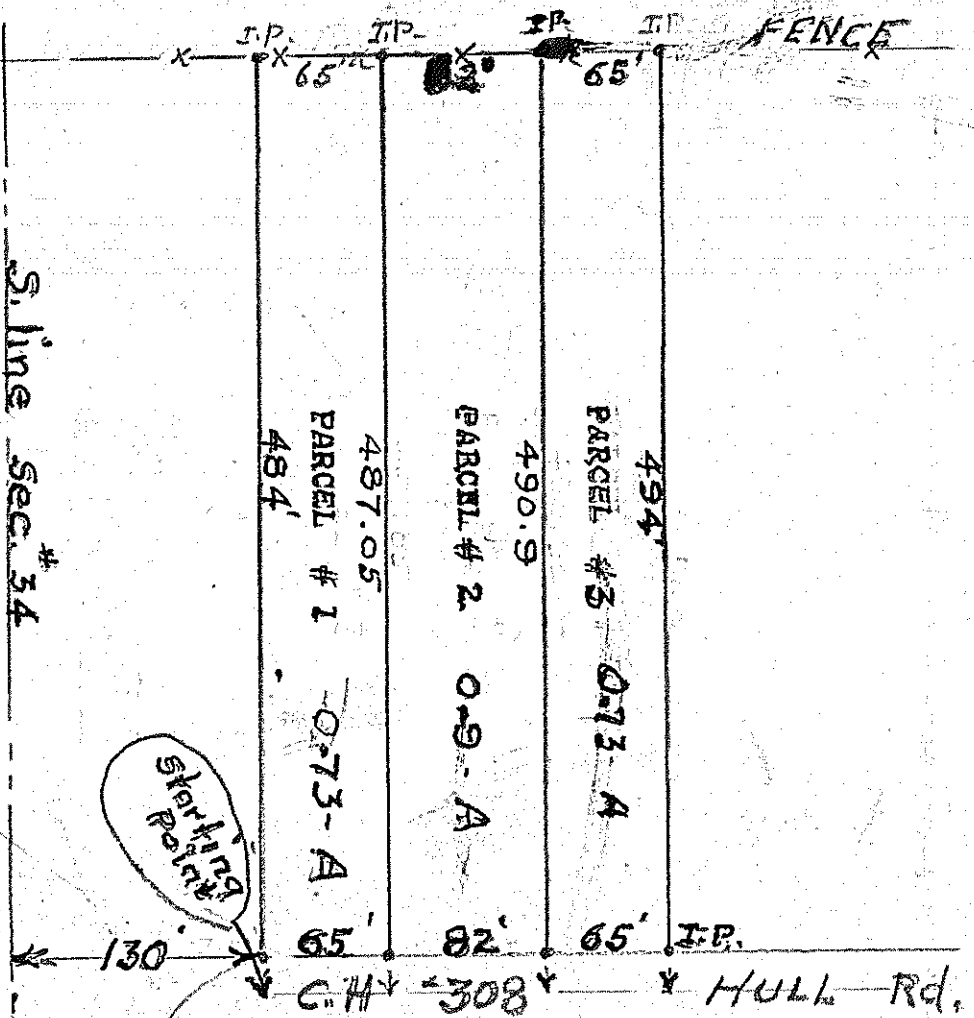 I.P. I.P. I.P. I.P. FENCE
65' 82' 65'
S. line Sec. #34
484'
PARCEL #1 0.73- A
487.05
PARCEL #2 0.9- A
490.9
PARCEL #3 0.73 A
494'
Starting
Point
130' 65' 82' 65' I.P.
C.H #308 HULL Rd.